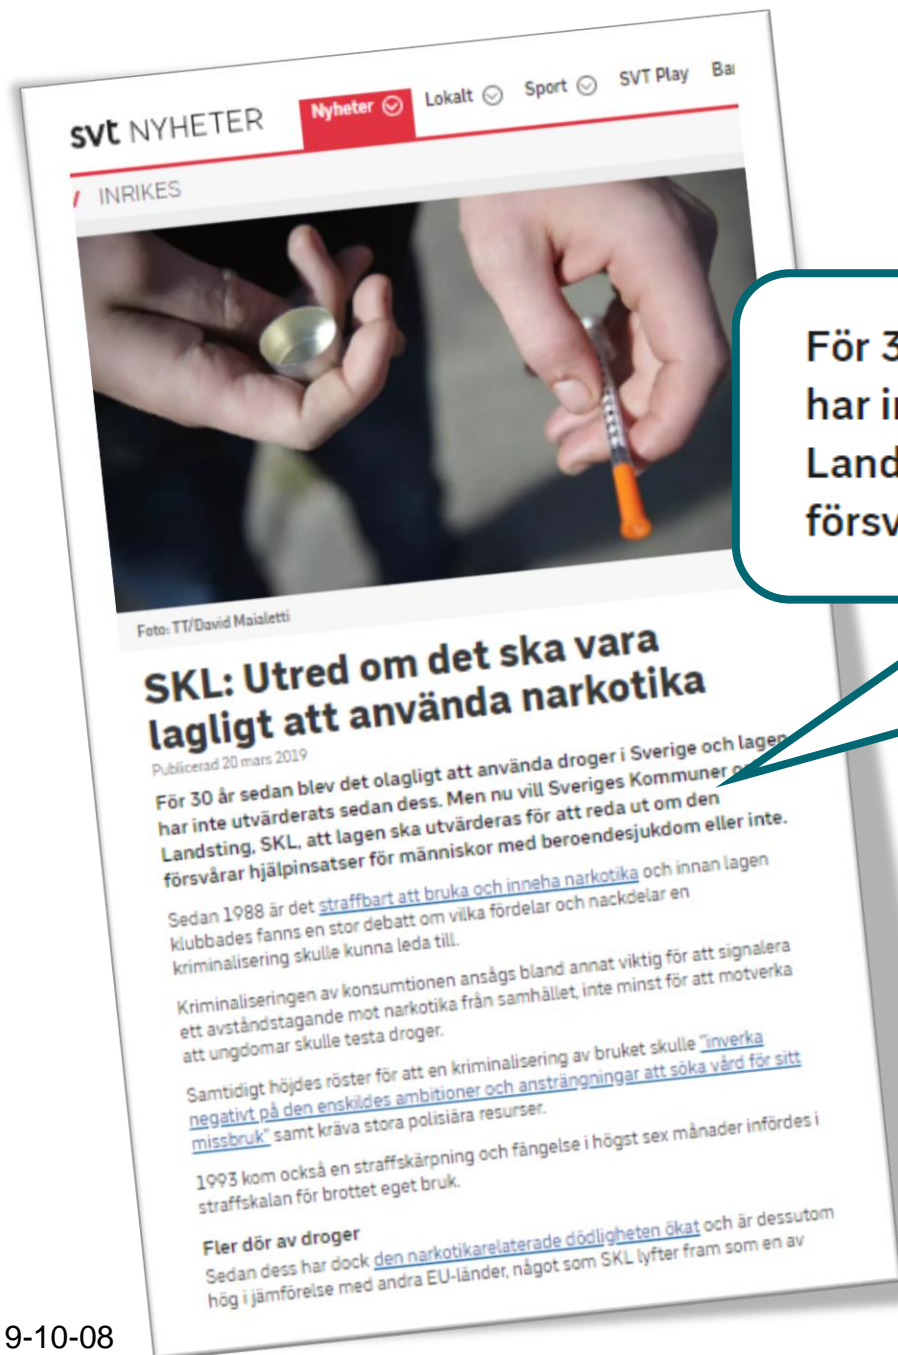 svt NYHETER Nyheter Lokalt Sport SVT Play
/ INRIKES
Foto: TT/David Maialetti
SKL: Utred om det ska vara
lagligt att använda narkotika
Publicerad 20 mars 2019
För 30 år sedan blev det olagligt att använda droger i Sverige och lagen
har inte utvärderats sedan dess. Men nu vill Sveriges Kommuner
Landsting, SKL, att lagen ska utvärderas för att reda ut om den
försvårar hjälpinsatser för människor med beroendesjukdom eller inte.
Sedan 1988 är det straffbart att bruka och inneha narkotika och innan lagen
klubbades fanns en stor debatt om vilka fördelar och nackdelar en
kriminalisering skulle kunna leda till.
Kriminaliseringen av konsumtionen ansågs bland annat viktig för att signalera
ett avståndstagande mot narkotika från samhället, inte minst för att motverka
att ungdomar skulle testa droger.
Samtidigt höjdes röster för att en kriminalisering av bruket skulle "inverka
negativt på den enskildes ambitioner och ansträngningar att söka vård för sitt
missbruk" samt kräva stora polisiära resurser.
1993 kom också en straffskärpning och fängelse i högst sex månader infördes i
straffskalan för brottet eget bruk.
Fler dör av droger
Sedan dess har dock den narkotikarelaterade dödligheten ökat och är dessutom
hög i jämförelse med andra EU-länder, något som SKL lyfter fram som en av
För 3
har
Land
försv
9-10-08